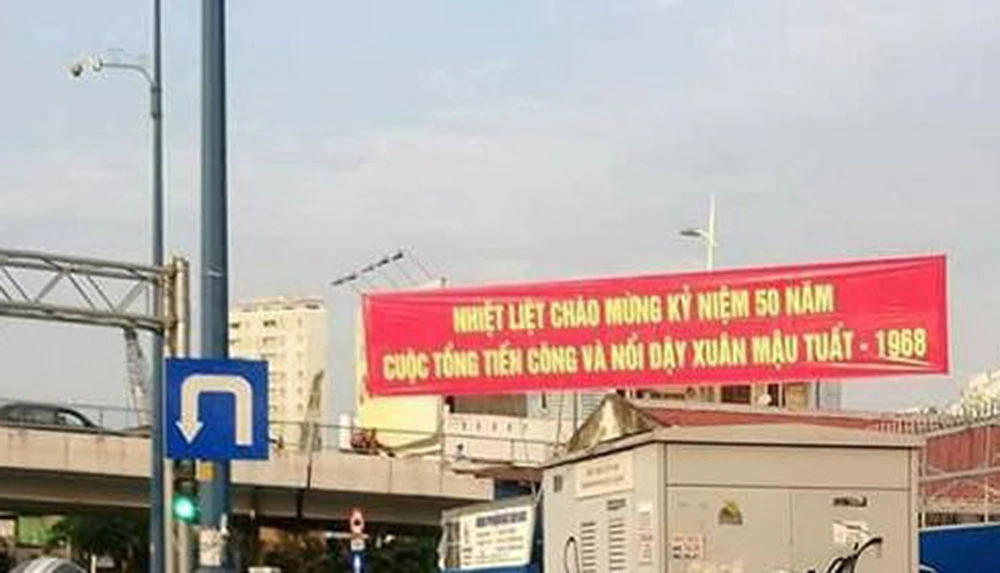 NHIỆT LIỆT CHÀO MỪNG KỶ NIỆM 50 NĂM
CUỘC TỔNG TIẾN CÔNG VÀ NỔI DẬY XUÂN MẬU TUẤT - 1968